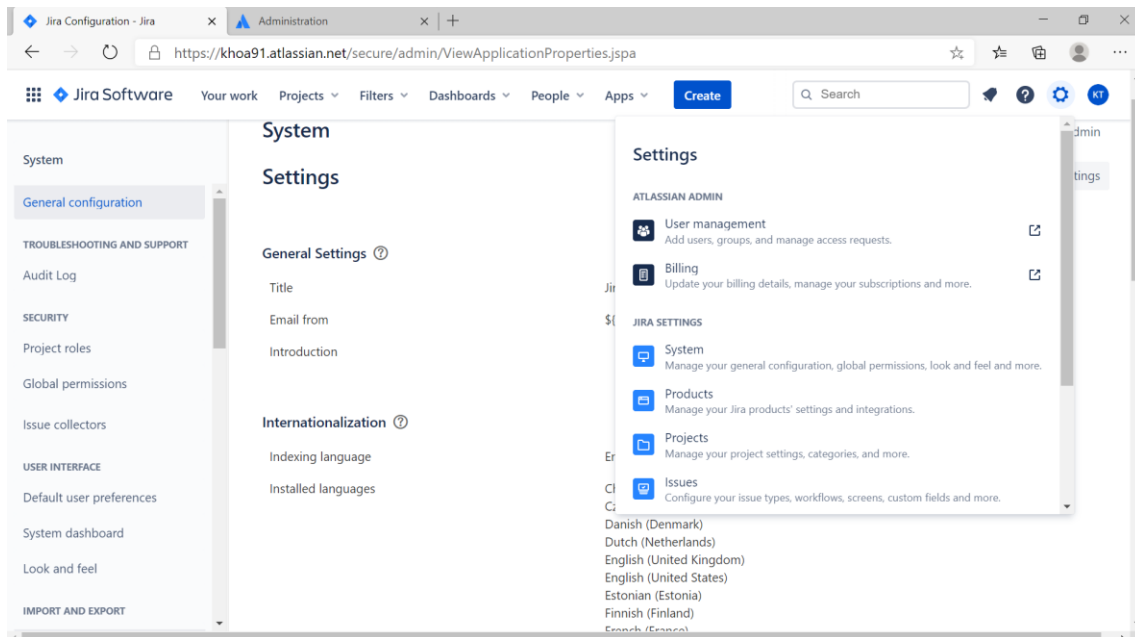 Jira Configuration - Jira
Administration
https://khoa91.atlassian.net/secure/admin/ViewApplicationProperties.jspa
Jira Software Your work Projects Filters Dashboards People Apps Create Search KT
System
General configuration
TROUBLESHOOTING AND SUPPORT
Audit Log
SECURITY
Project roles
Global permissions
Issue collectors
USER INTERFACE
Default user preferences
System dashboard
Look and feel
IMPORT AND EXPORT
System
Settings
General Settings
Title
Email from
Introduction
Internationalization
Indexing language
Installed languages
Danish (Denmark)
Dutch (Netherlands)
English (United Kingdom)
English (United States)
Estonian (Estonia)
Finnish (Finland)
French (France)
Settings
ATLASSIAN ADMIN
User management
Add users, groups, and manage access requests.
Billing
Update your billing details, manage your subscriptions and more.
JIRA SETTINGS
System
Manage your general configuration, global permissions, look and feel and more.
Products
Manage your Jira products' settings and integrations.
Projects
Manage your project settings, categories, and more.
Issues
Configure your issue types, workflows, screens, custom fields and more.